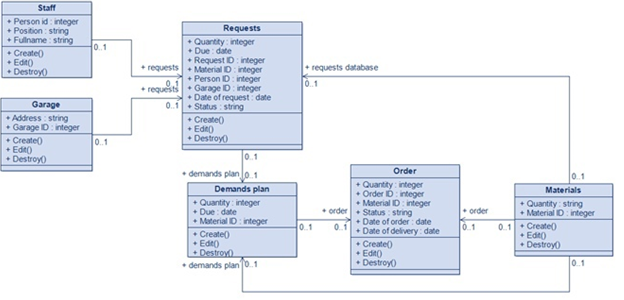 Staff
+ Person id : integer
+ Position : string
+ Fullname : string
+ Create()
+ Edit()
+ Destroy()
0..1
+ requests
0..1
Garage
+ Address : string
+ Garage ID : integer
+ Create()
+ Edit()
+ Destroy()
0..1
+ requests
0..1
Requests
+ Quantity : integer
+ Due : date
+ Request ID : integer
+ Material ID : integer
+ Person ID : integer
+ Garage ID : integer
+ Date of request : date
+ Status : string
+ Create()
+ Edit()
+ Destroy()
+ requests database
0..1
0..1
+ demands plan
0..1
Demands plan
+ Quantity : integer
+ Due : date
+ Material ID : integer
+ Create()
+ Edit()
+ Destroy()
+ demands plan
0..1
+ order
0..1
0..1
Order
+ Quantity : integer
+ Order ID : integer
+ Material ID : integer
+ Status : string
+ Date of order : date
+ Date of delivery : date
+ Create()
+ Edit()
+ Destroy()
+ order
0..1
0..1
0..1
Materials
+ Quantity : string
+ Material ID : integer
+ Create()
+ Edit()
+ Destroy()
0..1